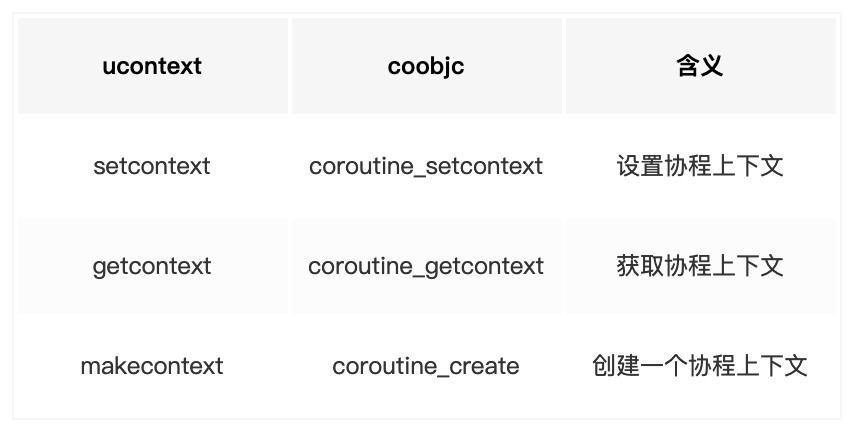 ucontext coobjc 含义
setcontext coroutine_setcontext 设置协程上下文
getcontext coroutine_getcontext 获取协程上下文
makecontext coroutine_create 创建一个协程上下文